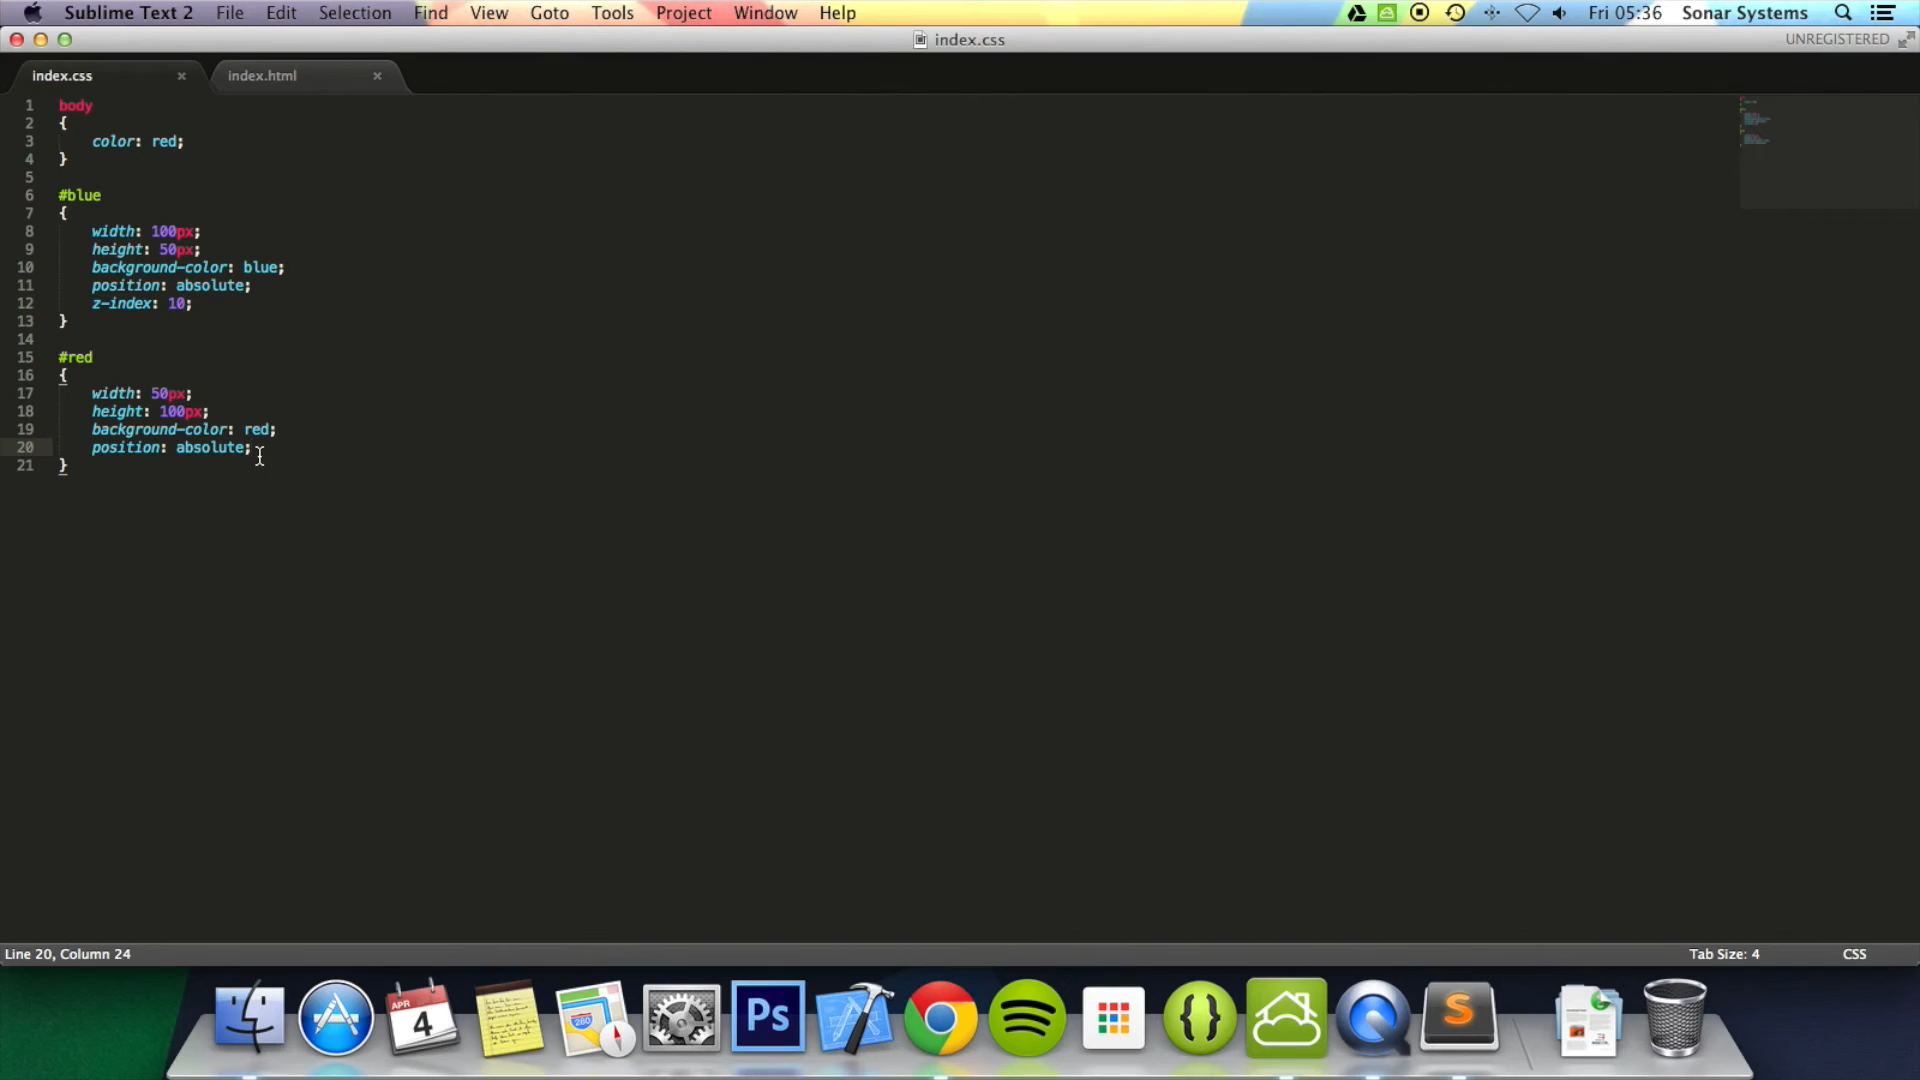 Sublime Text 2 File Edit Selection Find View Goto Tools Project Window Help Fri 05:36 Sonar Systems
index.css UNREGISTERED
index.css × index.html ×
1 body
2 {
3 color: red;
4 }
5
6 #blue
7 {
8 width: 100px;
9 height: 50px;
10 background-color: blue;
11 position: absolute;
12 z-index: 10;
13 }
14
15 #red
16 {
17 width: 50px;
18 height: 100px;
19 background-color: red;
20 position: absolute;
21 }
Line 20, Column 24 Tab Size: 4 CSS
APR
4
280
Ps
{}
S